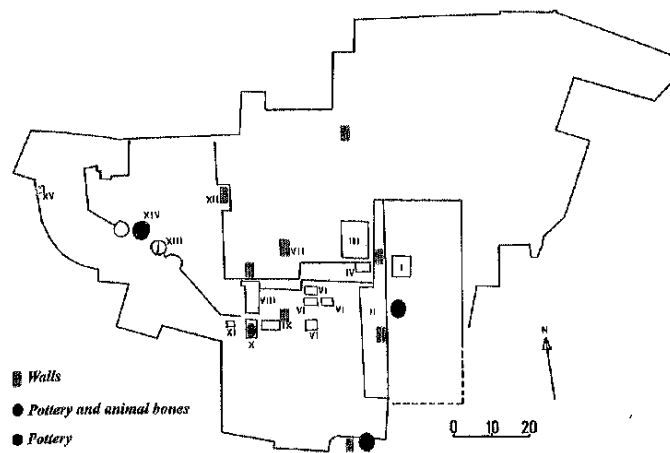 XV
XII
XIV
XIII
VII
III
IV
I
VI
VIII
VI
VI
II
XI
X
IX
VI
N
Walls
Pottery and animal bones
Pottery
0 10 20